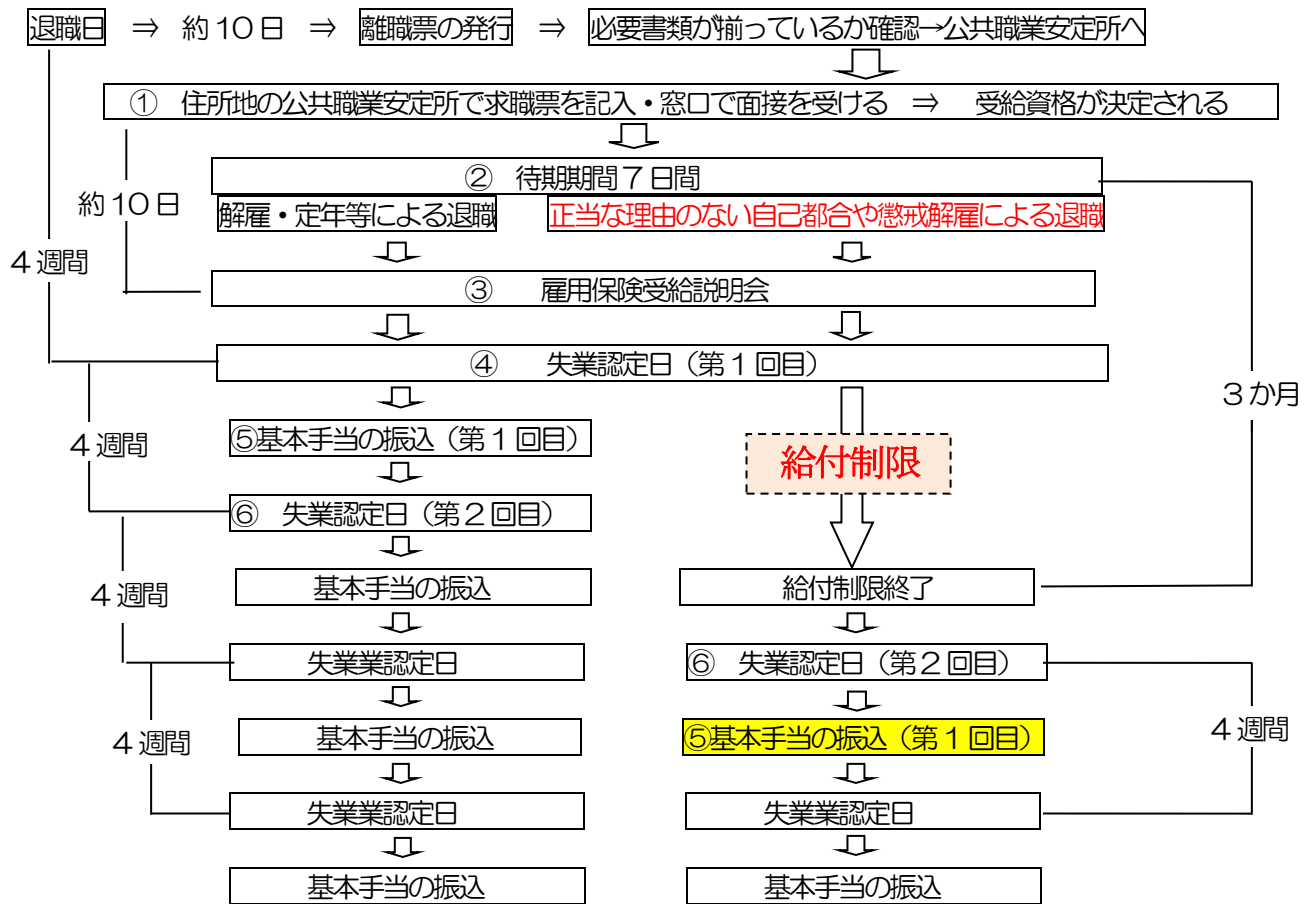 退職日 ⇒ 約10日 ⇒ 離職票の発行 ⇒ 必要書類が揃っているか確認→公共職業安定所へ
① 住所地の公共職業安定所で求職票を記入・窓口で面接を受ける ⇒ 受給資格が決定される
② 待期期間7日間
約10日
解雇・定年等による退職 正当な理由のない自己都合や懲戒解雇による退職
4週間
③ 雇用保険受給説明会
④ 失業認定日(第1回目)
3か月
⑤基本手当の振込(第1回目)
4週間
給付制限
⑥ 失業認定日(第2回目)
4週間
基本手当の振込 給付制限終了
失業業認定日 ⑥ 失業認定日(第2回目)
4週間 基本手当の振込 ⑤基本手当の振込(第1回目) 4週間
失業業認定日 失業業認定日
基本手当の振込 基本手当の振込